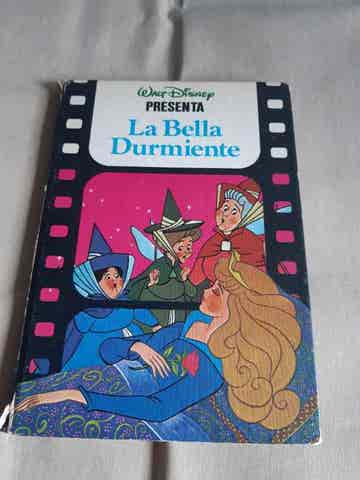 Walt Disney
PRESENTA
La Bella
Durmiente